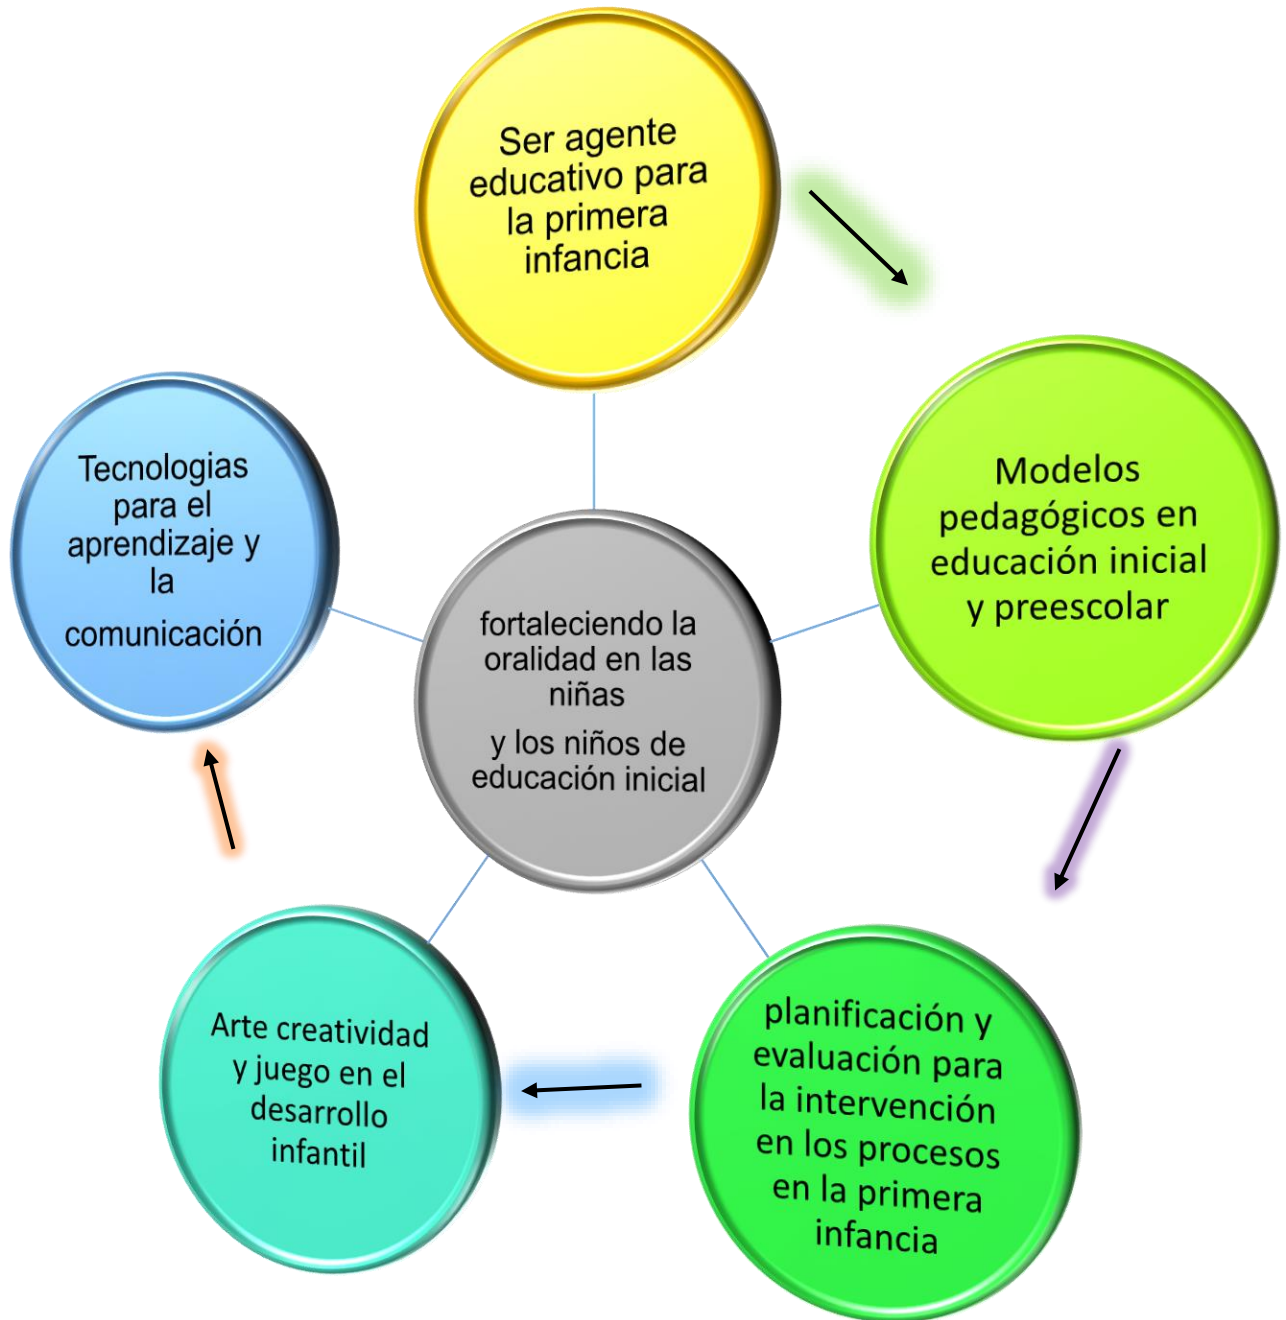 Ser agente
educativo para
la primera
infancia
Modelos
pedagógicos en
educación inicial
y preescolar
planificación y
evaluación para
la intervención
en los procesos
en la primera
infancia
Arte creatividad
y juego en el
desarrollo
infantil
Tecnologias
para el
aprendizaje y
la
comunicación
fortaleciendo la
oralidad en las
niñas
y los niños de
educación inicial